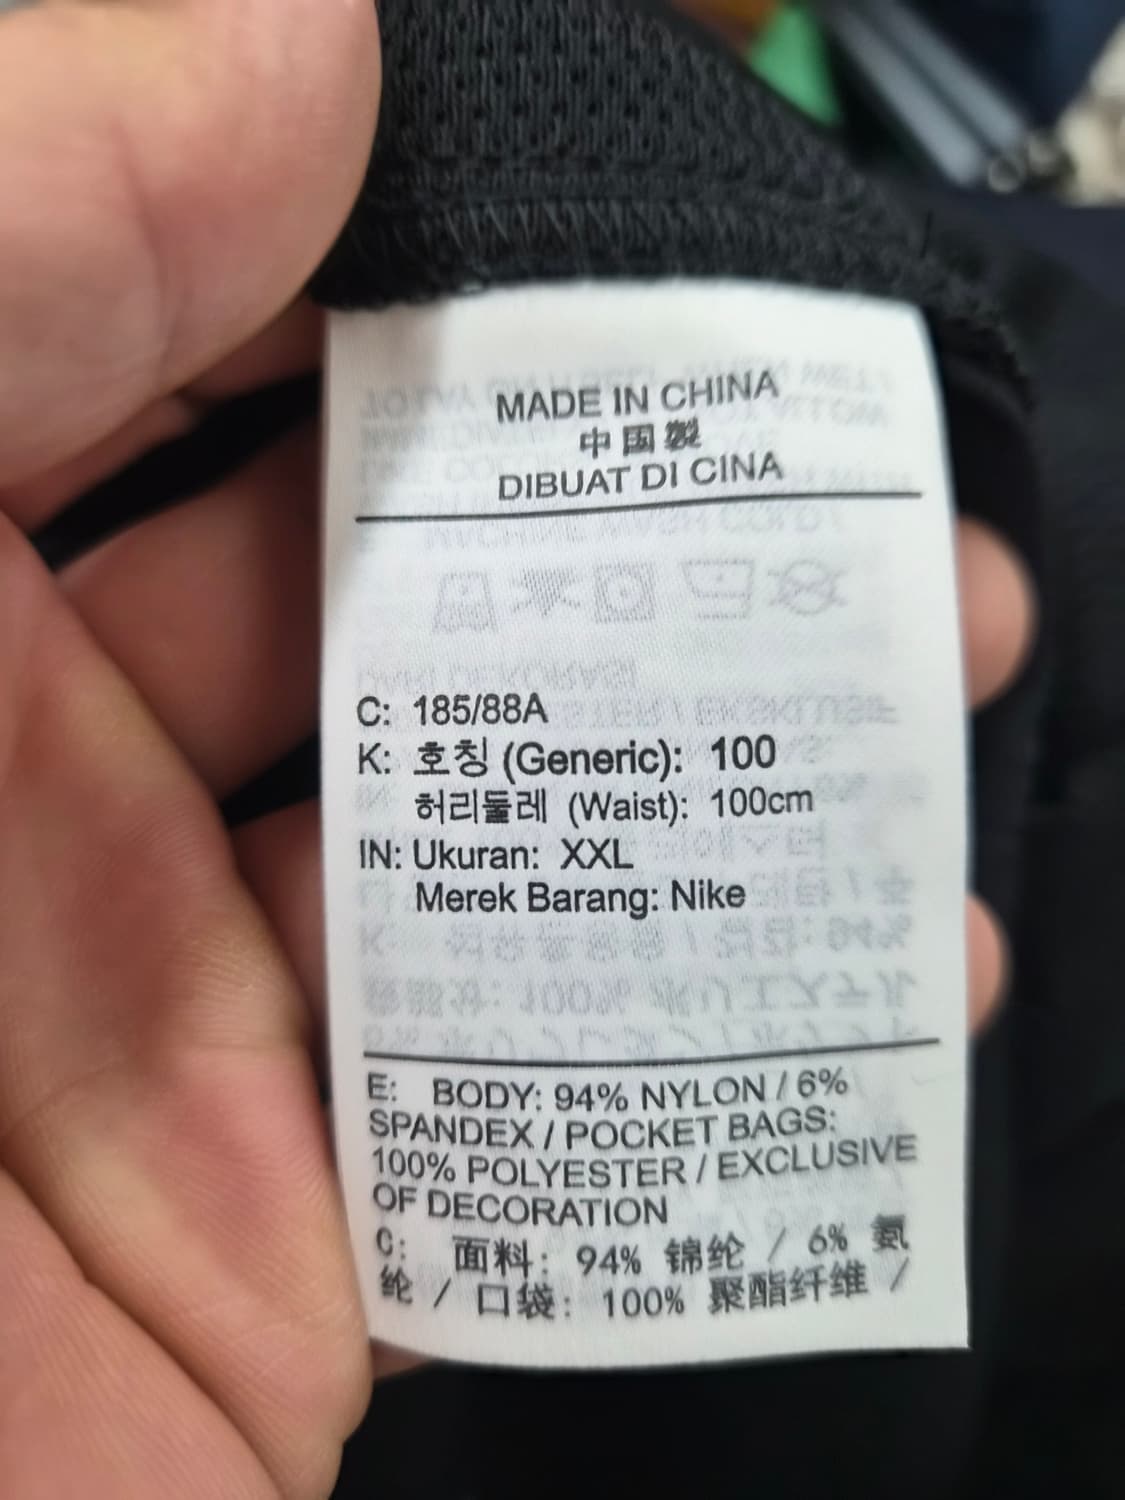 MADE IN CHINA
中国製
DIBUAT DI CINA
C: 185/88A
K: 호칭 (Generic): 100
허리둘레 (Waist): 100cm
IN: Ukuran: XXL
Merek Barang: Nike
E: BODY: 94% NYLON / 6%
SPANDEX / POCKET BAGS:
100% POLYESTER / EXCLUSIVE
OF DECORATION
C: 面料: 94% 锦纶 / 6% 氨
纶 / 口袋: 100% 聚酯纤维 /